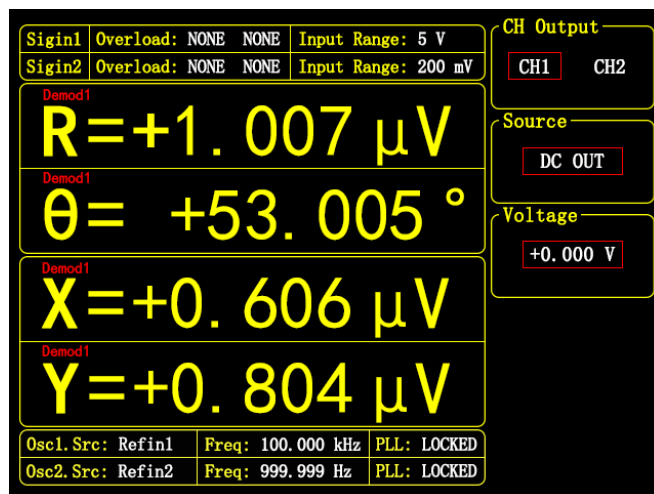 Sigin1 Overload: NONE NONE Input Range: 5 V
Sigin2 Overload: NONE NONE Input Range: 200 mV
Demod1
R=+1.007 μV
Demod1
θ= +53.005 °
Demod1
X=+0.606 μV
Demod1
Y=+0.804 μV
Osc1.Src: Refin1 Freq: 100.000 kHz PLL: LOCKED
Osc2.Src: Refin2 Freq: 999.999 Hz PLL: LOCKED
CH Output
CH1 CH2
Source
DC OUT
Voltage
+0.000 V